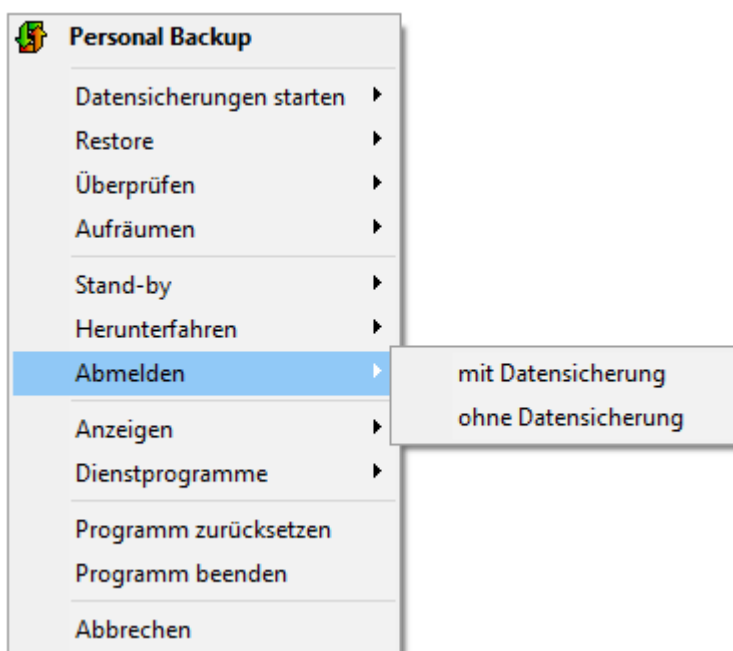 Personal Backup
Datensicherungen starten
Restore
Überprüfen
Aufräumen
Stand-by
Herunterfahren
Abmelden
mit Datensicherung
ohne Datensicherung
Anzeigen
Dienstprogramme
Programm zurücksetzen
Programm beenden
Abbrechen